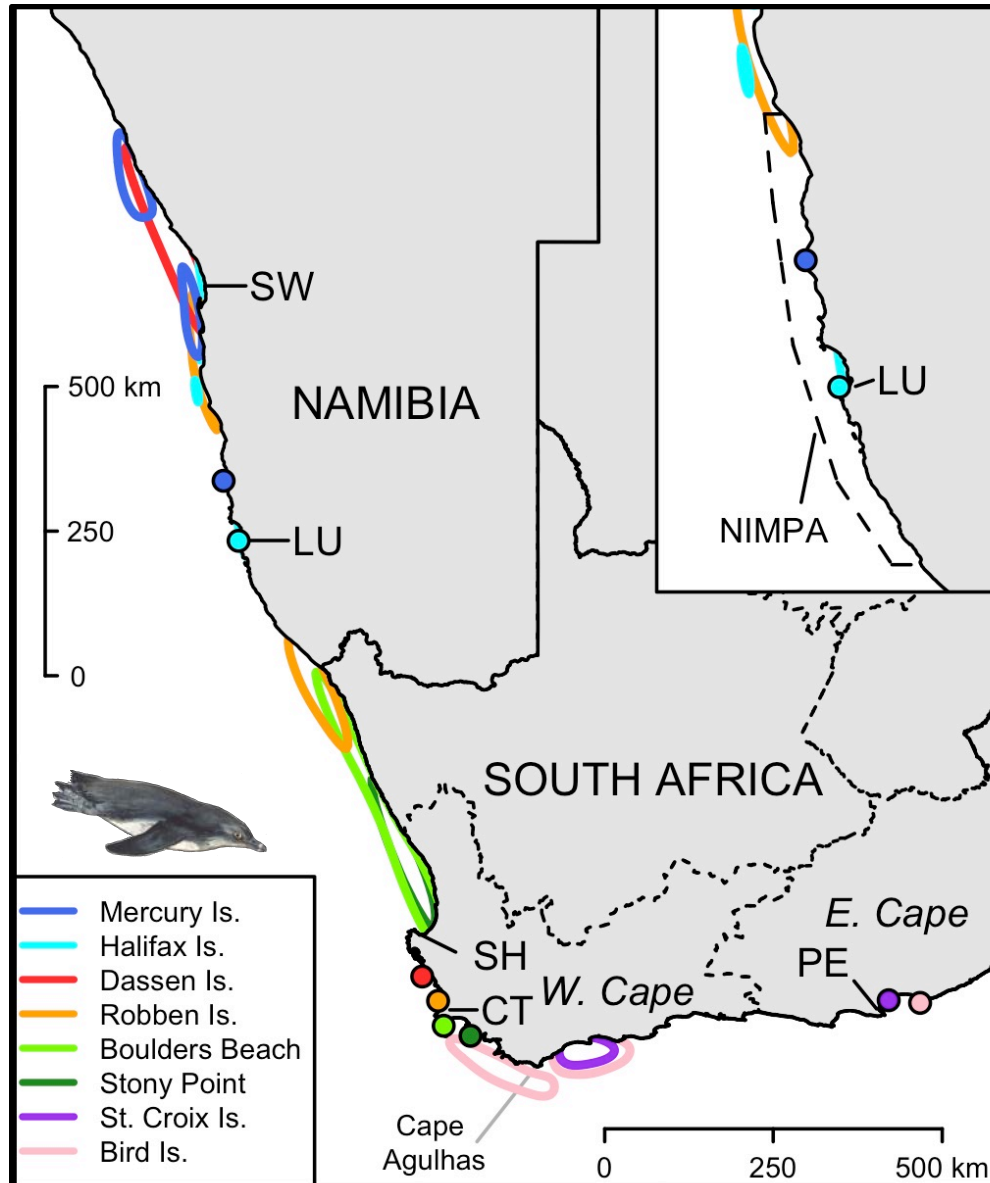 SW
500 km
NAMIBIA
LU
250
LU
NIMPA
0
SOUTH AFRICA
Mercury Is.
Halifax Is.
Dassen Is.
Robben Is.
Boulders Beach
Stony Point
St. Croix Is.
Bird Is.
E. Cape
SH
PE
W. Cape
CT
Cape
Agulhas
0
250
500 km